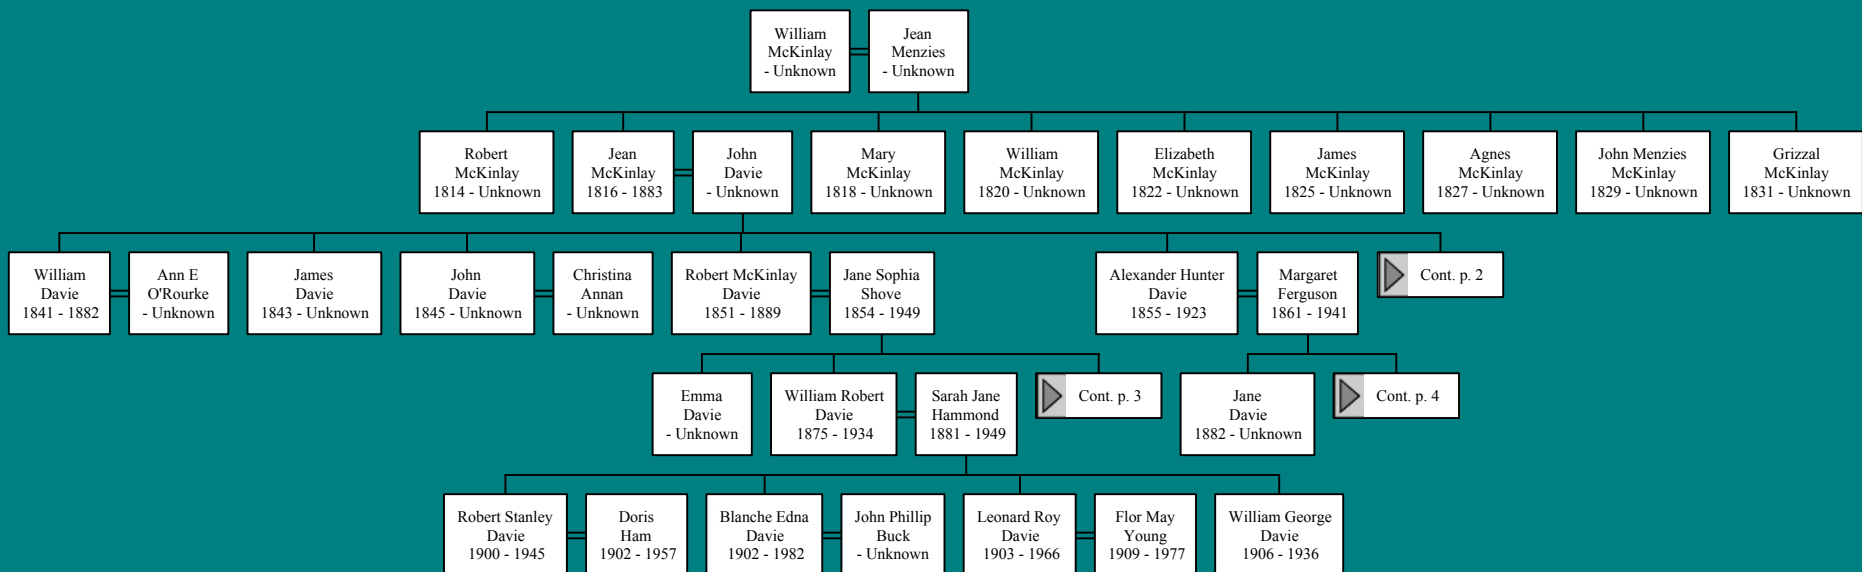 William
McKinlay
- Unknown
Jean
Menzies
- Unknown
Robert
McKinlay
1814 - Unknown
Jean
McKinlay
1816 - 1883
John
Davie
- Unknown
Mary
McKinlay
1818 - Unknown
William
McKinlay
1820 - Unknown
Elizabeth
McKinlay
1822 - Unknown
James
McKinlay
1825 - Unknown
Agnes
McKinlay
1827 - Unknown
John Menzies
McKinlay
1829 - Unknown
Grizzal
McKinlay
1831 - Unknown
William
Davie
1841 - 1882
Ann E
O'Rourke
- Unknown
James
Davie
1843 - Unknown
John
Davie
1845 - Unknown
Christina
Annan
- Unknown
Robert McKinlay
Davie
1851 - 1889
Jane Sophia
Shove
1854 - 1949
Alexander Hunter
Davie
1855 - 1923
Margaret
Ferguson
1861 - 1941
Cont. p. 2
Emma
Davie
- Unknown
William Robert
Davie
1875 - 1934
Sarah Jane
Hammond
1881 - 1949
Cont. p. 3
Jane
Davie
1882 - Unknown
Cont. p. 4
Robert Stanley
Davie
1900 - 1945
Doris
Ham
1902 - 1957
Blanche Edna
Davie
1902 - 1982
John Phillip
Buck
- Unknown
Leonard Roy
Davie
1903 - 1966
Flor May
Young
1909 - 1977
William George
Davie
1906 - 1936